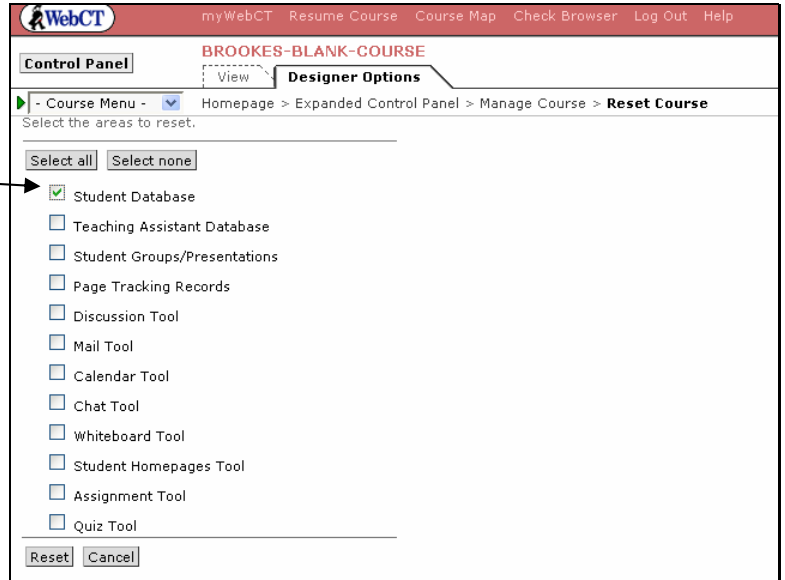 WebCT myWebCT Resume Course Course Map Check Browser Log Out Help
BROOKES-BLANK-COURSE
Control Panel
View Designer Options
- Course Menu - Homepage > Expanded Control Panel > Manage Course > Reset Course
Select the areas to reset.
Select all Select none
Student Database
Teaching Assistant Database
Student Groups/Presentations
Page Tracking Records
Discussion Tool
Mail Tool
Calendar Tool
Chat Tool
Whiteboard Tool
Student Homepages Tool
Assignment Tool
Quiz Tool
Reset Cancel